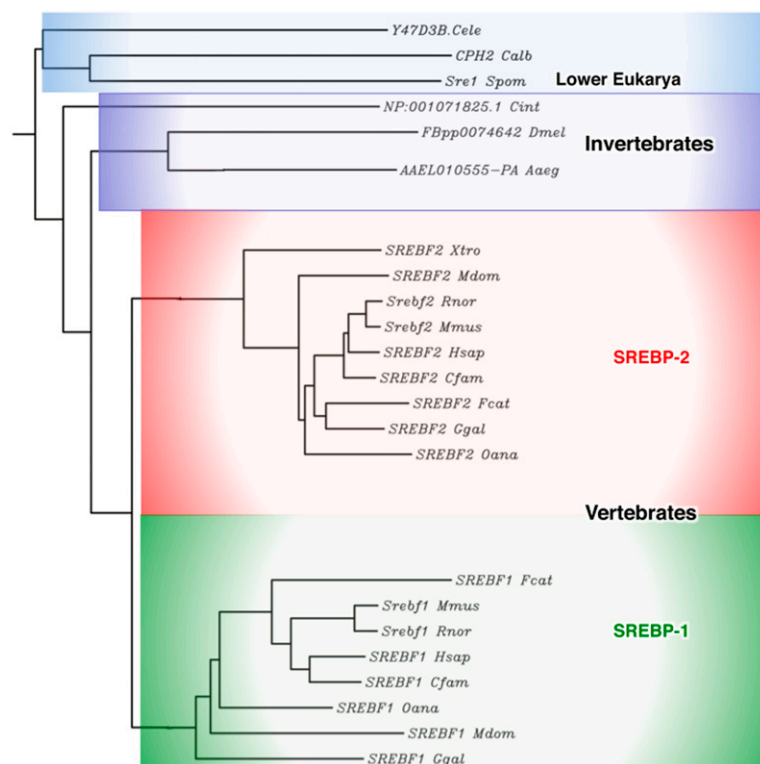 Y47D3B.Cele
CPH2 Calb
Sre1 Spom
Lower Eukarya
NP:001071825.1 Cint
FBpp0074642 Dmel
Invertebrates
AAEL010555-PA Aaeg
SREBF2 Xtro
SREBF2 Mdom
Srebf2 Rnor
Srebf2 Mmus
SREBF2 Hsap
SREBP-2
SREBF2 Cfam
SREBF2 Fcat
SREBF2 Ggal
SREBF2 Oana
Vertebrates
SREBF1 Fcat
Srebf1 Mmus
Srebf1 Rnor
SREBP-1
SREBF1 Hsap
SREBF1 Cfam
SREBF1 Oana
SREBF1 Mdom
SREBF1 Ggal